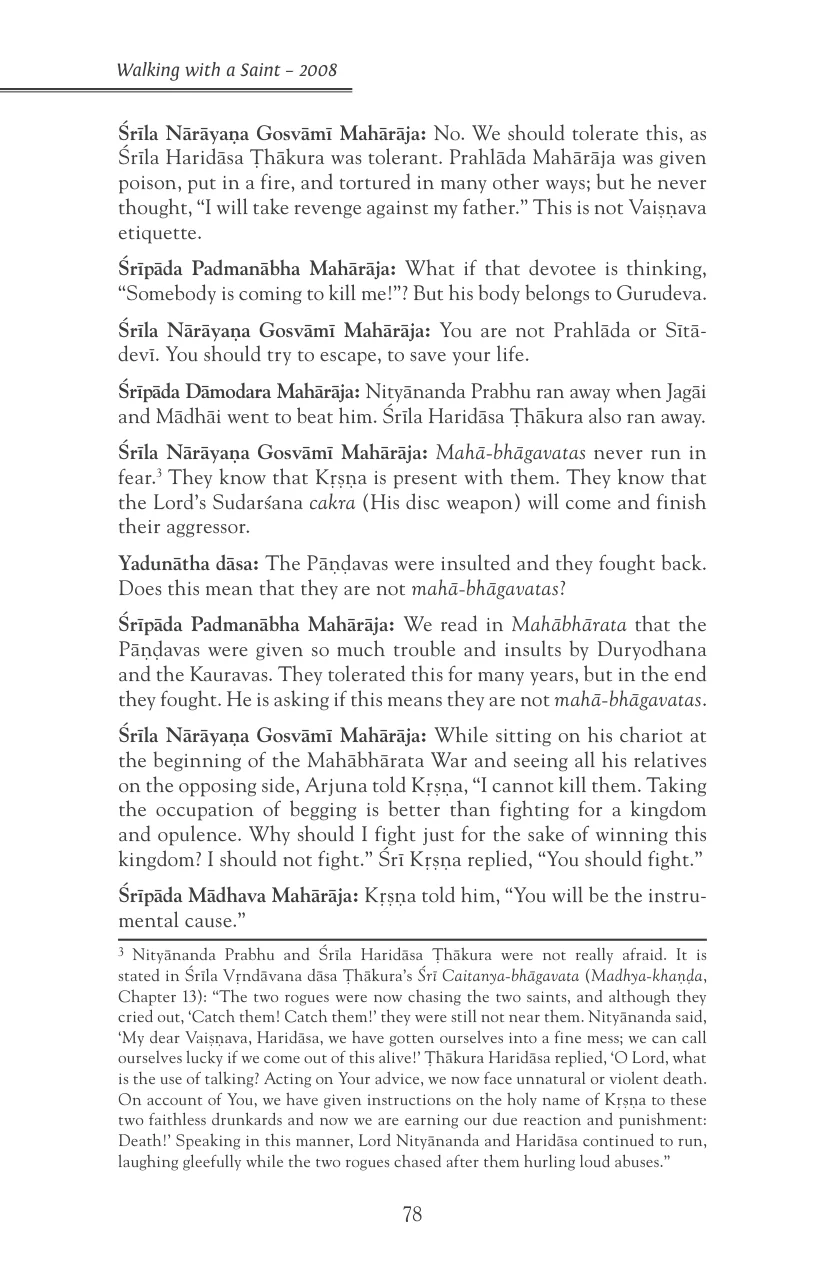 Walking with a Saint – 2008
Śrīla Nārāyaṇa Gosvāmī Mahārāja: No. We should tolerate this, as
Śrīla Haridāsa Ṭhākura was tolerant. Prahlāda Mahārāja was given
poison, put in a fire, and tortured in many other ways; but he never
thought, “I will take revenge against my father.” This is not Vaiṣṇava
etiquette.
Śrīpāda Padmanābha Mahārāja: What if that devotee is thinking,
“Somebody is coming to kill me!”? But his body belongs to Gurudeva.
Śrīla Nārāyaṇa Gosvāmī Mahārāja: You are not Prahlāda or Sītā-
devī. You should try to escape, to save your life.
Śrīpāda Dāmodara Mahārāja: Nityānanda Prabhu ran away when Jagāi
and Mādhāi went to beat him. Śrīla Haridāsa Ṭhākura also ran away.
Śrīla Nārāyaṇa Gosvāmī Mahārāja: Mahā-bhāgavatas never run in
fear.³ They know that Kṛṣṇa is present with them. They know that
the Lord’s Sudarśana cakra (His disc weapon) will come and finish
their aggressor.
Yadunātha dāsa: The Pāṇḍavas were insulted and they fought back.
Does this mean that they are not mahā-bhāgavatas?
Śrīpāda Padmanābha Mahārāja: We read in Mahābhārata that the
Pāṇḍavas were given so much trouble and insults by Duryodhana
and the Kauravas. They tolerated this for many years, but in the end
they fought. He is asking if this means they are not mahā-bhāgavatas.
Śrīla Nārāyaṇa Gosvāmī Mahārāja: While sitting on his chariot at
the beginning of the Mahābhārata War and seeing all his relatives
on the opposing side, Arjuna told Kṛṣṇa, “I cannot kill them. Taking
the occupation of begging is better than fighting for a kingdom
and opulence. Why should I fight just for the sake of winning this
kingdom? I should not fight.” Śrī Kṛṣṇa replied, “You should fight.”
Śrīpāda Mādhava Mahārāja: Kṛṣṇa told him, “You will be the instru-
mental cause.”
³ Nityānanda Prabhu and Śrīla Haridāsa Ṭhākura were not really afraid. It is
stated in Śrīla Vṛndāvana dāsa Ṭhākura’s Śrī Caitanya-bhāgavata (Madhya-khaṇḍa,
Chapter 13): “The two rogues were now chasing the two saints, and although they
cried out, ‘Catch them! Catch them!’ they were still not near them. Nityānanda said,
‘My dear Vaiṣṇava, Haridāsa, we have gotten ourselves into a fine mess; we can call
ourselves lucky if we come out of this alive!’ Ṭhākura Haridāsa replied, ‘O Lord, what
is the use of talking? Acting on Your advice, we now face unnatural or violent death.
On account of You, we have given instructions on the holy name of Kṛṣṇa to these
two faithless drunkards and now we are earning our due reaction and punishment:
Death!’ Speaking in this manner, Lord Nityānanda and Haridāsa continued to run,
laughing gleefully while the two rogues chased after them hurling loud abuses.”
78